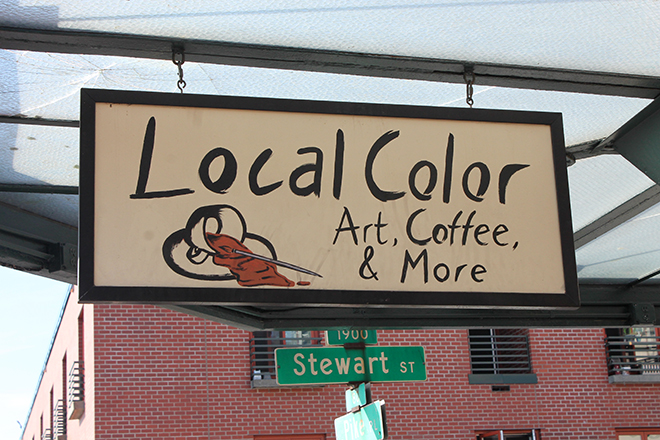 Local Color
Art, Coffee,
& More
1900
Stewart ST